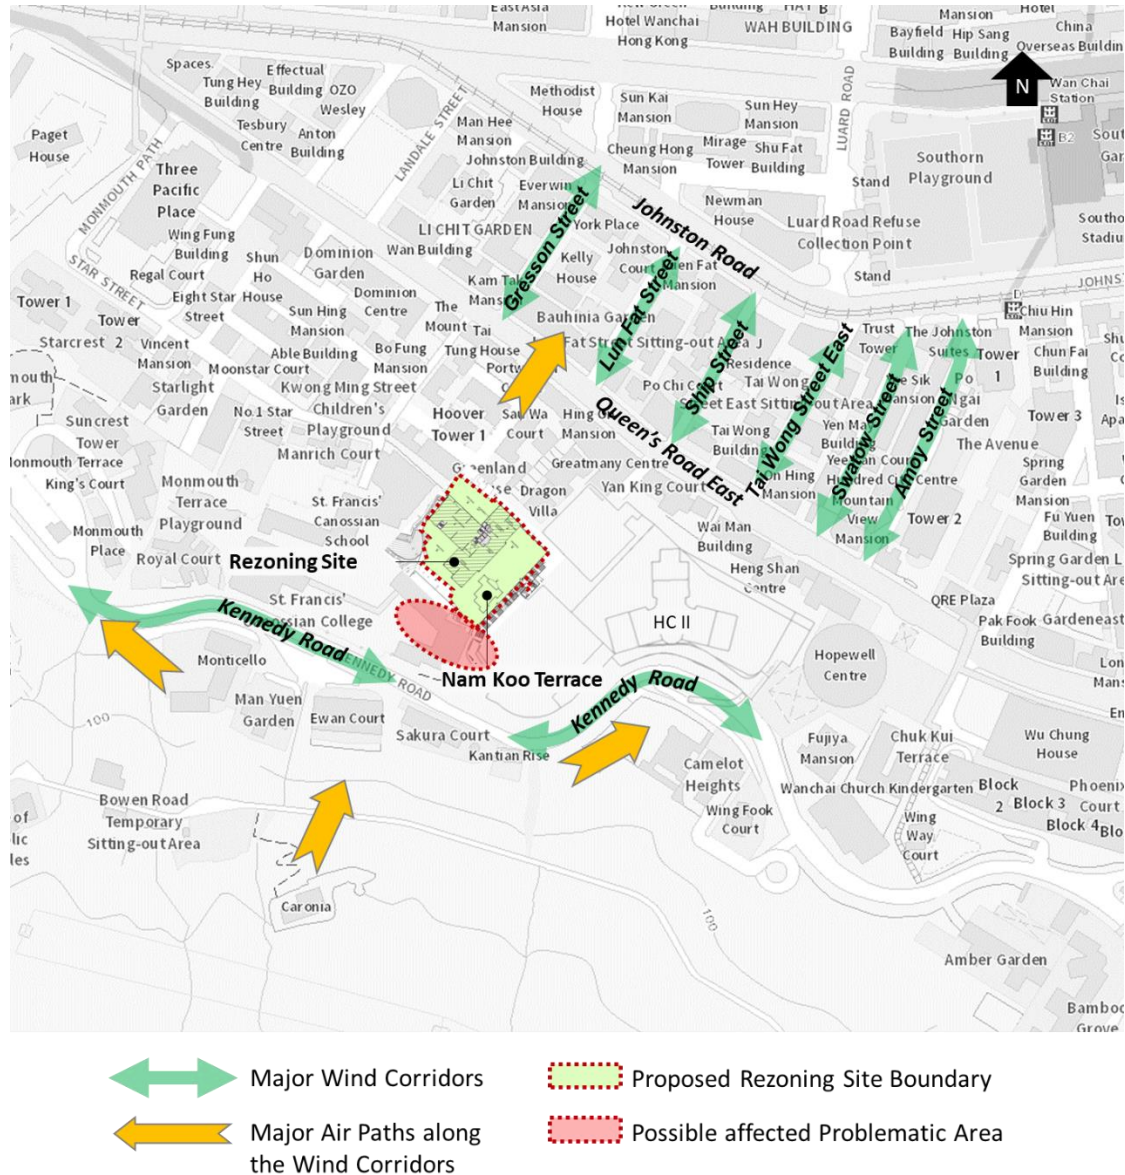 East Asia
Mansion
Hotel Wanchai
Hong Kong
WAH BUILDING
Bayfield
Building
Mansion
Hip Sang
Building
Hotel
China
Overseas Buildin
N
Wan Chai
Station
B2
Spaces.
Tung Hey
Building
Effectual
Building
OZO
Wesley
Tesbury
Centre
Anton
Building
Paget
House
MONMOUTH PATH
LANDALE STREET
Methodist
House
Man Hee
Mansion
Johnston Building
Sun Kai
Mansion
Sun Hey
Mansion
LUARD ROAD
Cheung Hong
Mansion
Mirage
Tower
Shu Fat
Building
Southorn
Playground
Three
Pacific
Place
Li Chit
Garden
Everwin
Mansion
Newman
House
Stand
Luard Road Refuse
Collection Point
Stand
Southo
Stadiu
Johnston Road
York Place
LI CHIT GARDEN
Wan Building
Gresson Street
Kelly
House
Johnston
Court
Mansion
Wing Fung
Building
Regal Court
STAR STREET
Shun
Ho
House
Dominion
Garden
Dominion
Centre
Eight Star
Street
Sun Hing
Mansion
The
Mount
Bauhinia Garden
Lun Fat Street
Fat Street Sitting-out Area
Ship Street
J
Residence
D
JOHNS
Chiu Hin
Mansion
Tower 1
Tower
2
Starcrest
Vincent
Mansion
Able Building
Moonstar Court
Bo Fung
Mansion
Tai
Tung House
Trust
Tower
The Johnston
Suites
Tower
1
Chun Fai
Building
Starlight
Garden
Kwong Ming Street
Children's
Playground
Po Chi Court
Tai Wong
Street East Sitting-out Area
Tai Wong Street East
Swatow Street
Amoy Street
Garden
Tower 3
No.1 Star
Street
Manrich Court
Hoover
Tower 1
Court
Mansion
Queen's Road East
Tai Wong
Building
Yen Ma
Building
The Avenue
Suncrest
Tower
Monmouth Terrace
King's Court
Greenland
Greatmany Centre
Yan King Court
Mansion
Mountain
View
Mansion
Tower 2
Spring
Garden
Mansion
Monmouth
Terrace
Playground
St. Francis'
Canossian
School
Dragon
Villa
Wai Man
Building
Fu Yuen
Building
Monmouth
Place
Royal Court
Rezoning Site
Heng Shan
Centre
Spring Garden L
Sitting-out Area
St. Francis'
ossian College
Kennedy Road
KENNEDY ROAD
HC II
QRE Plaza
Pak Fook
Building
Gardeneast
Monticello
Nam Koo Terrace
Kennedy Road
Hopewell
Centre
Man Yuen
Garden
Ewan Court
Sakura Court
Kantian Rise
Fujiya
Mansion
Chuk Kui
Terrace
Wu Chung
House
100
Camelot
Heights
Wanchai Church Kindergarten
Block
2
Block 3
Block 4
Phoenix
Court
Bowen Road
Temporary
Sitting-out Area
Wing Fook
Court
Wing
Way
Court
Caronia
100
Amber Garden
Bamboo
Grove
Major Wind Corridors
Proposed Rezoning Site Boundary
Major Air Paths along
the Wind Corridors
Possible affected Problematic Area